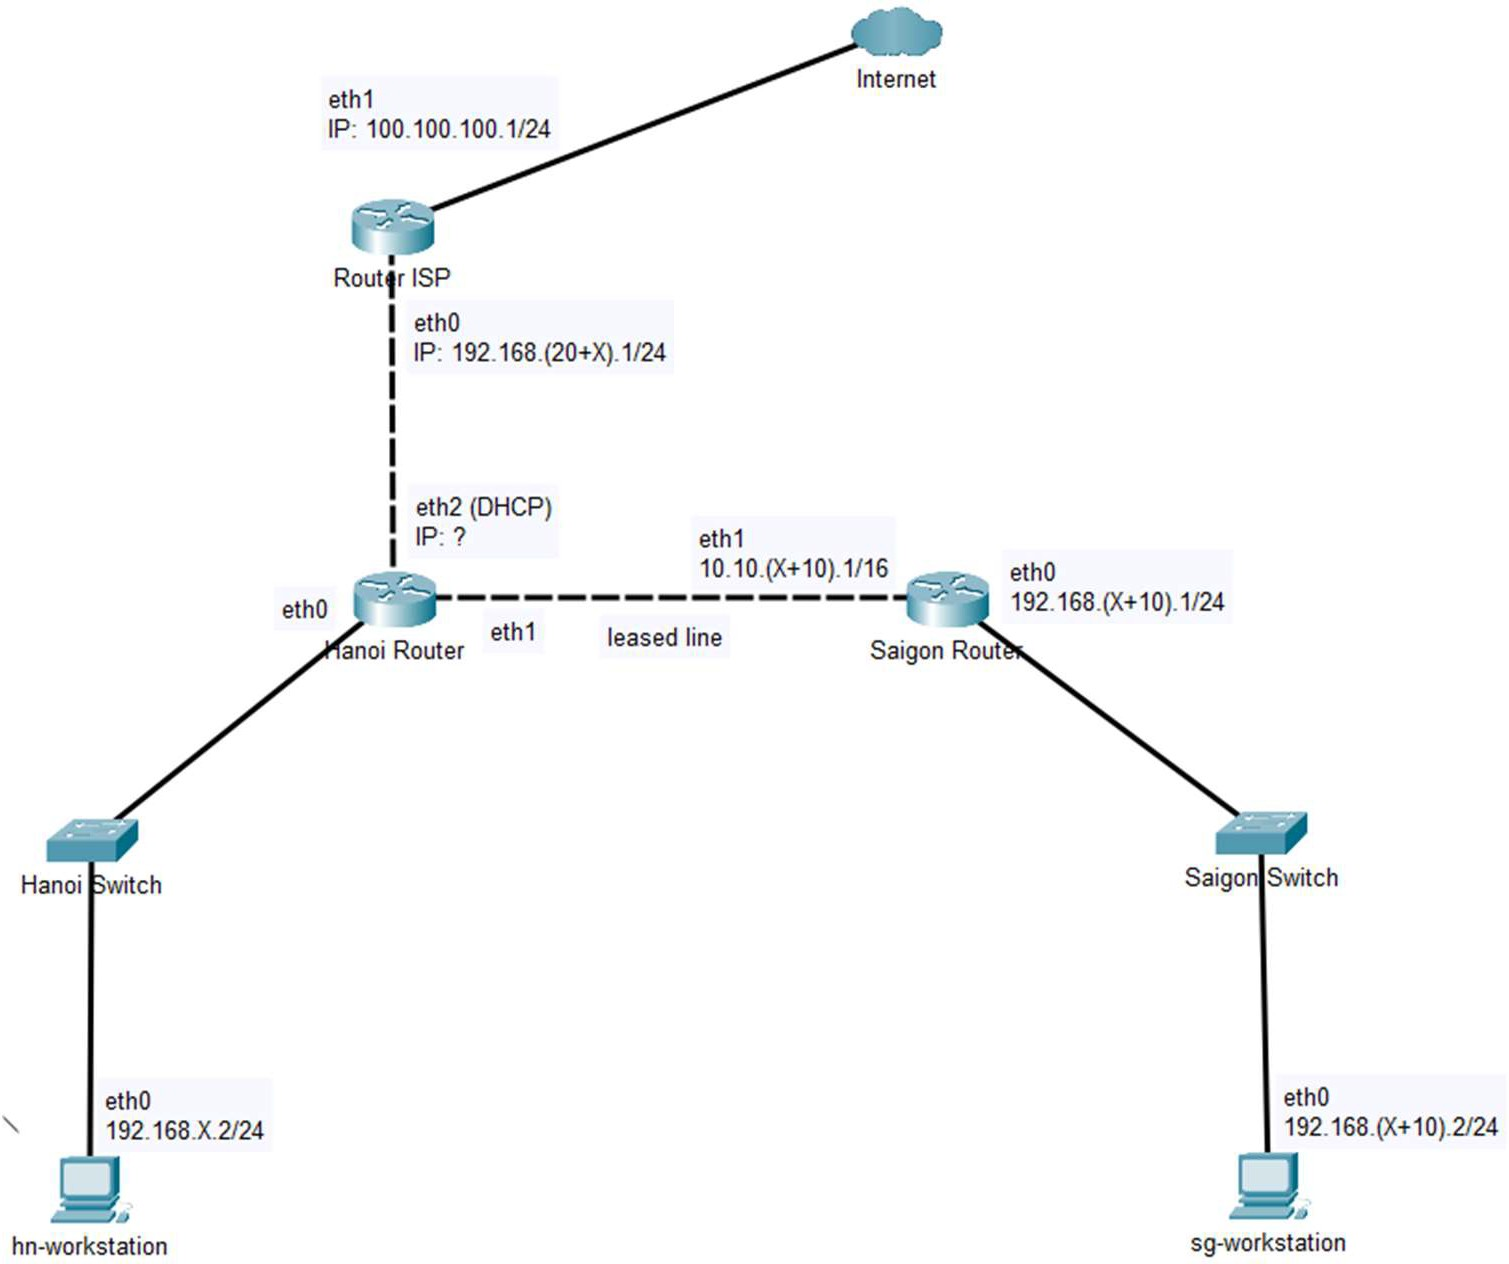 Internet
eth1
IP: 100.100.100.1/24
Router ISP
eth0
IP: 192.168.(20+X).1/24
eth2 (DHCP)
IP: ?
eth1
10.10.(X+10).1/16
eth0
192.168.(X+10).1/24
eth0
eth1
leased line
Hanoi Router
Saigon Router
Hanoi Switch
Saigon Switch
eth0
192.168.X.2/24
eth0
192.168.(X+10).2/24
hn-workstation
sg-workstation